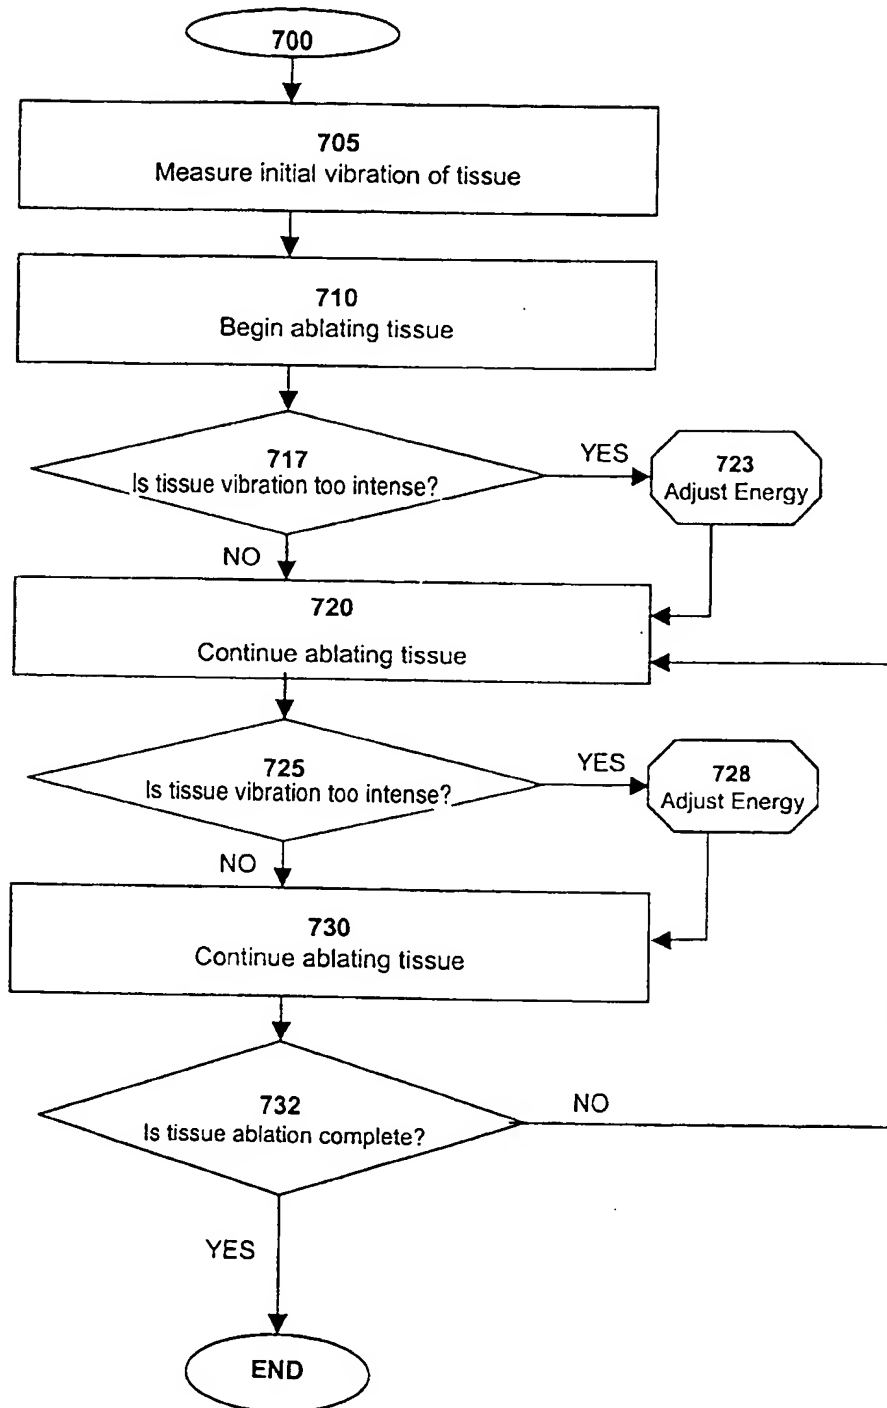 700
705
Measure initial vibration of tissue
710
Begin ablating tissue
717
Is tissue vibration too intense?
YES
723
Adjust Energy
NO
720
Continue ablating tissue
725
Is tissue vibration too intense?
YES
728
Adjust Energy
NO
730
Continue ablating tissue
732
Is tissue ablation complete?
NO
YES
END